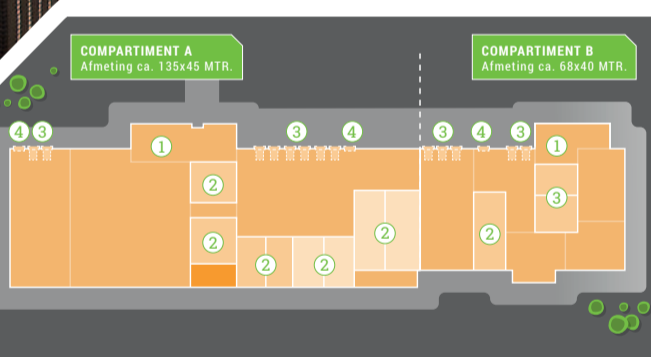 COMPARTIMENT A
Afmeting ca. 135x45 MTR.
COMPARTIMENT B
Afmeting ca. 68x40 MTR.
4 3 3 4 3 4 3
1 1
2
3
2 2 2
2 2